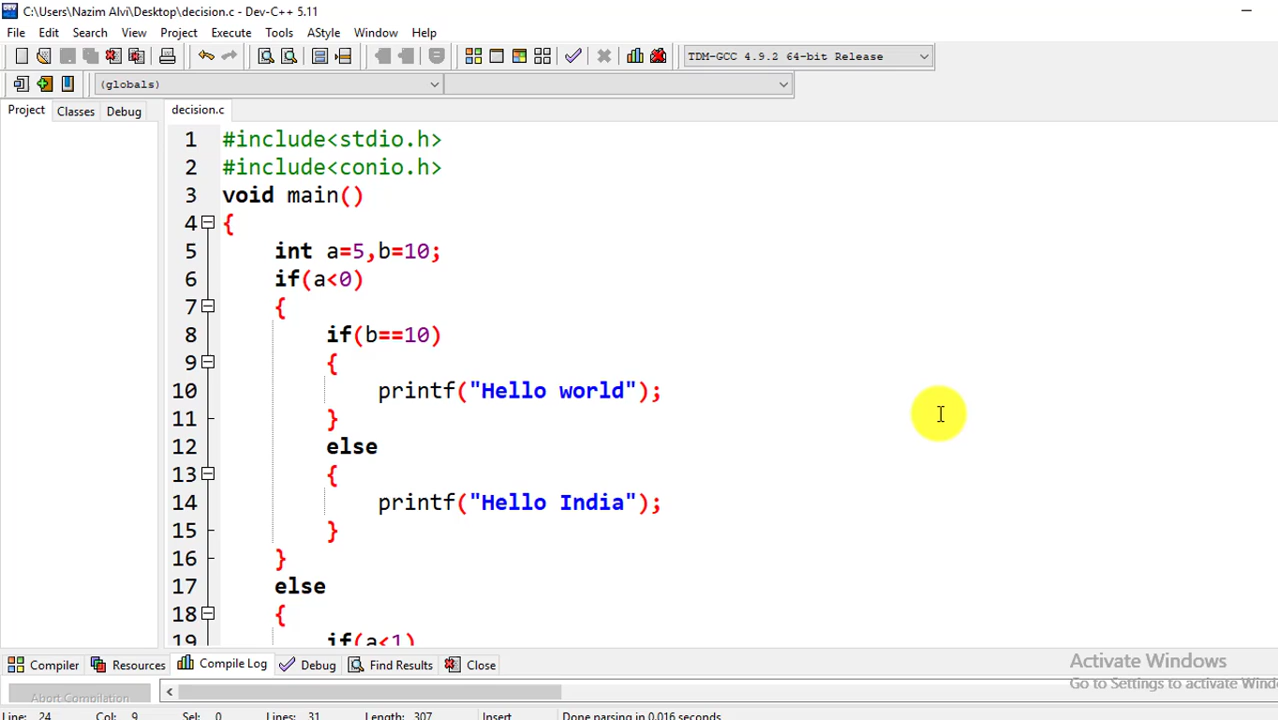 C:\Users\Nazim Alvi\Desktop\decision.c - Dev-C++ 5.11
File Edit Search View Project Execute Tools AStyle Window Help
TDM-GCC 4.9.2 64-bit Release
(globals)
Project Classes Debug decision.c
1 #include<stdio.h>
2 #include<conio.h>
3 void main()
4 {
5 int a=5,b=10;
6 if(a<0)
7 {
8 if(b==10)
9 {
10 printf("Hello world");
11 }
12 else
13 {
14 printf("Hello India");
15 }
16 }
17 else
18 {
19 if(a<1)
Compiler Resources Compile Log Debug Find Results Close
Activate Windows
Go to Settings to activate Wind
Abort Compilation
Line: 24 Col: 9 Sel: 0 Lines: 31 Length: 307 Insert Done parsing in 0.016 seconds